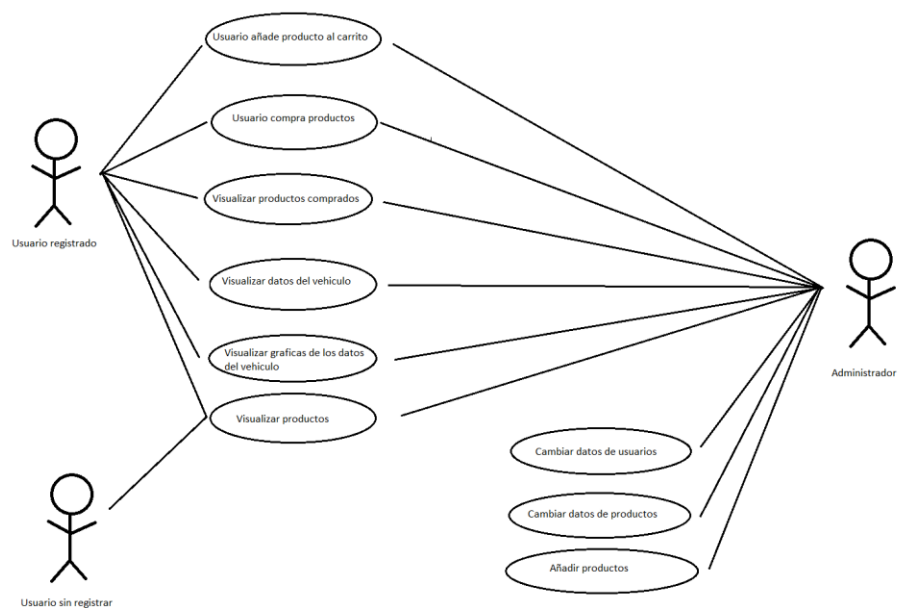 Usuario añade producto al carrito
Usuario compra productos
Visualizar productos comprados
Usuario registrado
Visualizar datos del vehiculo
Visualizar graficas de los datos
del vehiculo
Administrador
Visualizar productos
Cambiar datos de usuarios
Cambiar datos de productos
Añadir productos
Usuario sin registrar